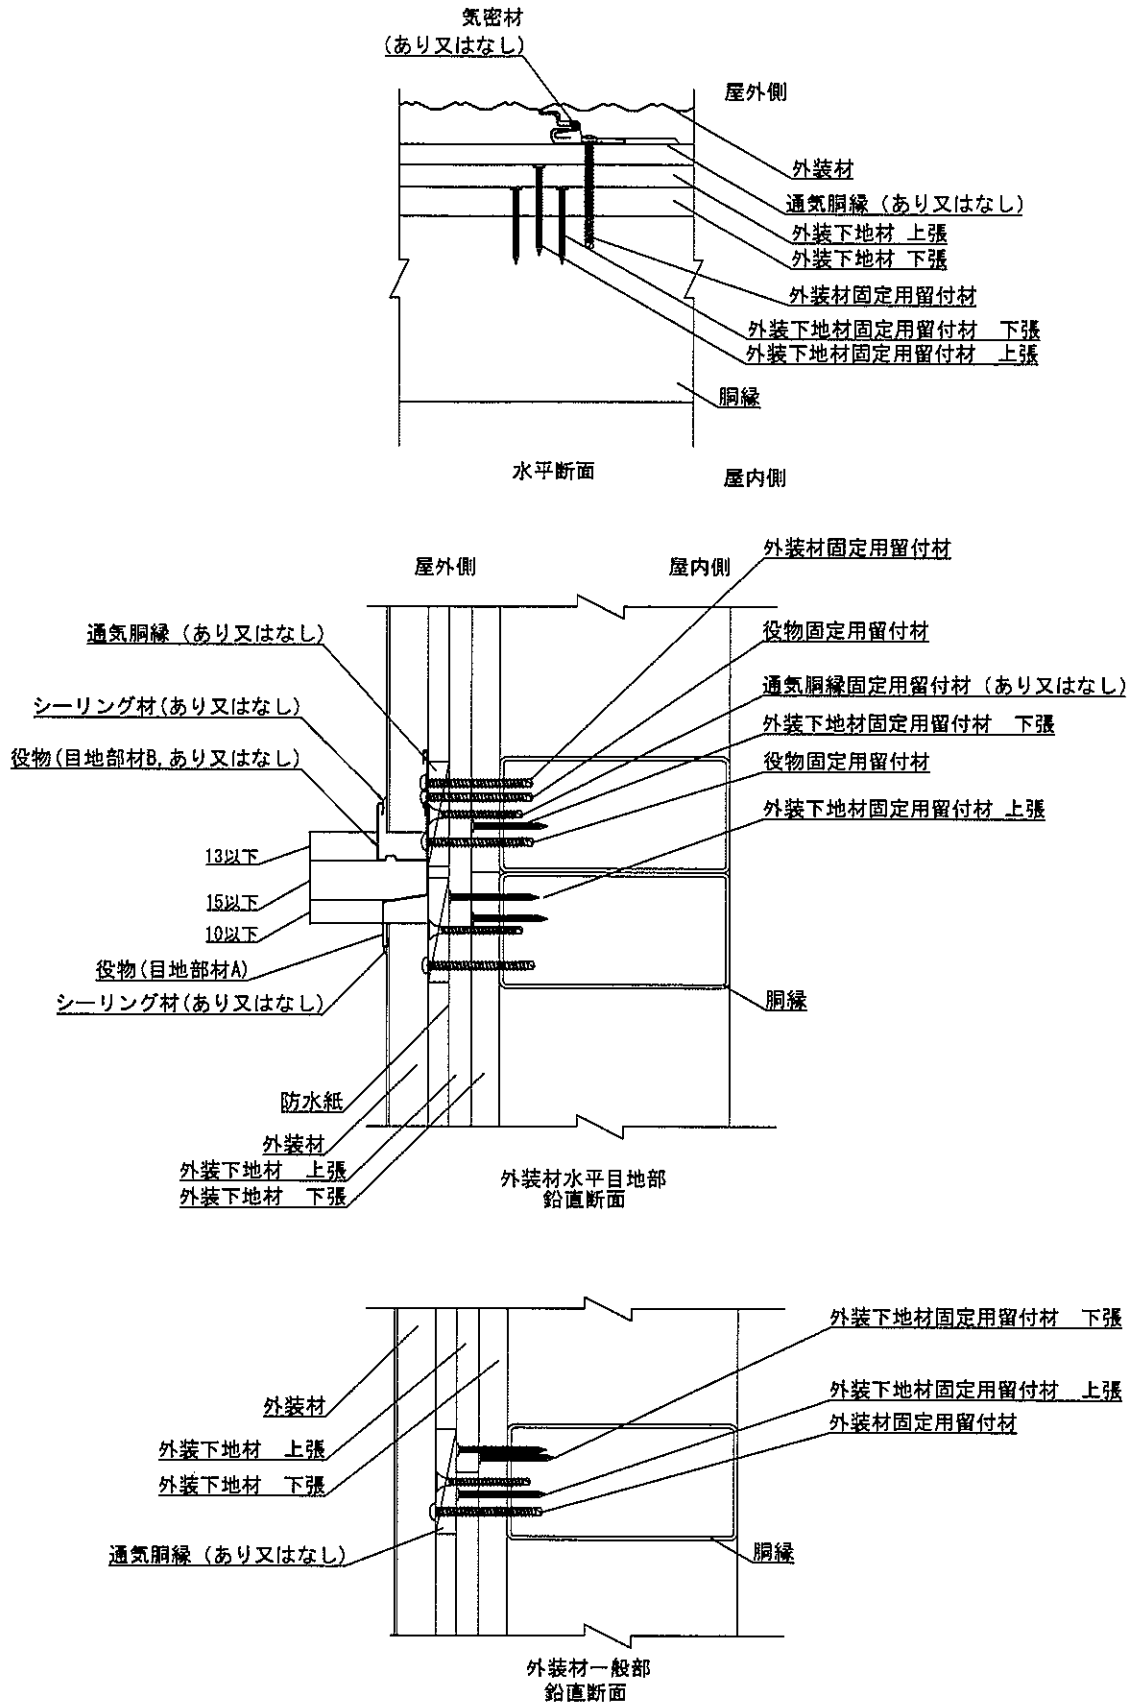 気密材
(あり又はなし)
屋外側
外装材
通気胴縁 (あり又はなし)
外装下地材 上張
外装下地材 下張
外装材固定用留付材
外装下地材固定用留付材 下張
外装下地材固定用留付材 上張
胴縁
水平断面
屋内側
外装材固定用留付材
屋外側
屋内側
通気胴縁 (あり又はなし)
役物固定用留付材
通気胴縁固定用留付材 (あり又はなし)
シーリング材(あり又はなし)
外装下地材固定用留付材 下張
役物(目地部材B, あり又はなし)
役物固定用留付材
外装下地材固定用留付材 上張
13以下
15以下
10以下
役物(目地部材A)
シーリング材(あり又はなし)
胴縁
防水紙
外装材
外装下地材 上張
外装下地材 下張
外装材水平目地部
鉛直断面
外装下地材固定用留付材 下張
外装材
外装下地材固定用留付材 上張
外装材固定用留付材
外装下地材 上張
外装下地材 下張
通気胴縁 (あり又はなし)
胴縁
外装材一般部
鉛直断面